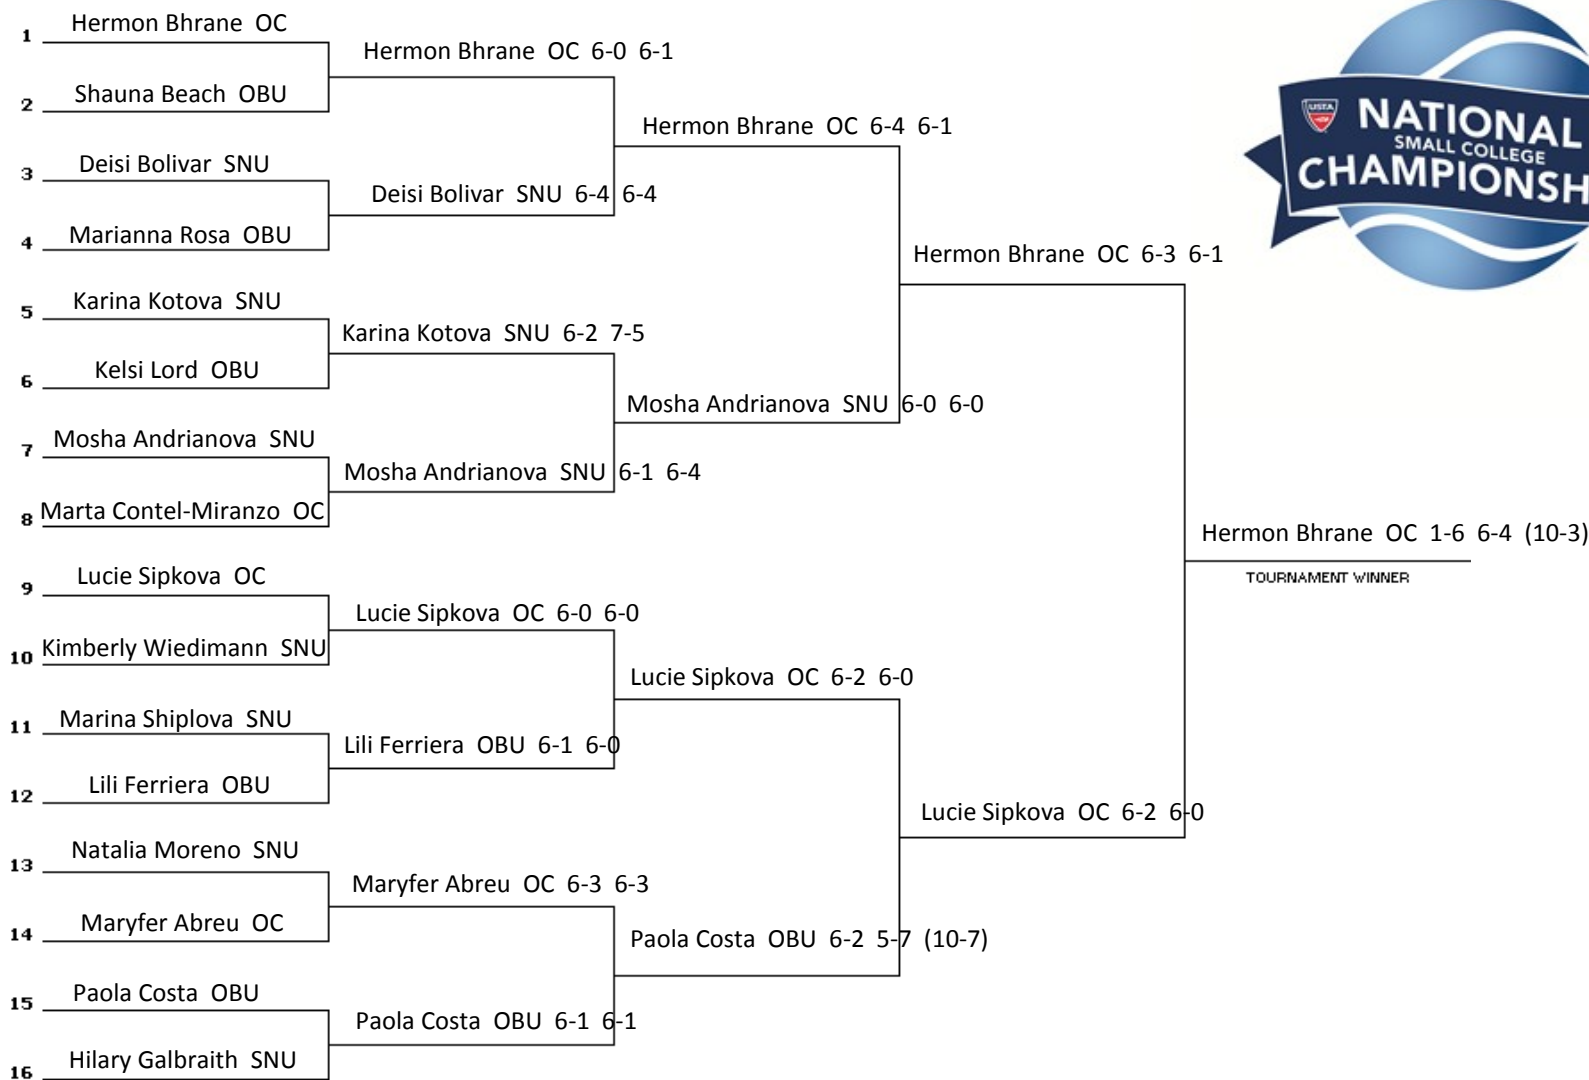 1 Hermon Bhrane OC
2 Shauna Beach OBU
3 Deisi Bolivar SNU
4 Marianna Rosa OBU
5 Karina Kotova SNU
6 Kelsi Lord OBU
7 Mosha Andrianova SNU
8 Marta Contel-Miranzo OC
9 Lucie Sipkova OC
10 Kimberly Wiedimann SNU
11 Marina Shiplova SNU
12 Lili Ferriera OBU
13 Natalia Moreno SNU
14 Maryfer Abreu OC
15 Paola Costa OBU
16 Hilary Galbraith SNU
Hermon Bhrane OC 6-0 6-1
Deisi Bolivar SNU 6-4 6-4
Karina Kotova SNU 6-2 7-5
Mosha Andrianova SNU 6-1 6-4
Lucie Sipkova OC 6-0 6-0
Lili Ferriera OBU 6-1 6-0
Maryfer Abreu OC 6-3 6-3
Paola Costa OBU 6-1 6-1
Hermon Bhrane OC 6-4 6-1
Mosha Andrianova SNU 6-0 6-0
Lucie Sipkova OC 6-2 6-0
Paola Costa OBU 6-2 5-7 (10-7)
Hermon Bhrane OC 6-3 6-1
Lucie Sipkova OC 6-2 6-0
Hermon Bhrane OC 1-6 6-4 (10-3)
TOURNAMENT WINNER
USTA
NATIONAL
SMALL COLLEGE
CHAMPIONSH